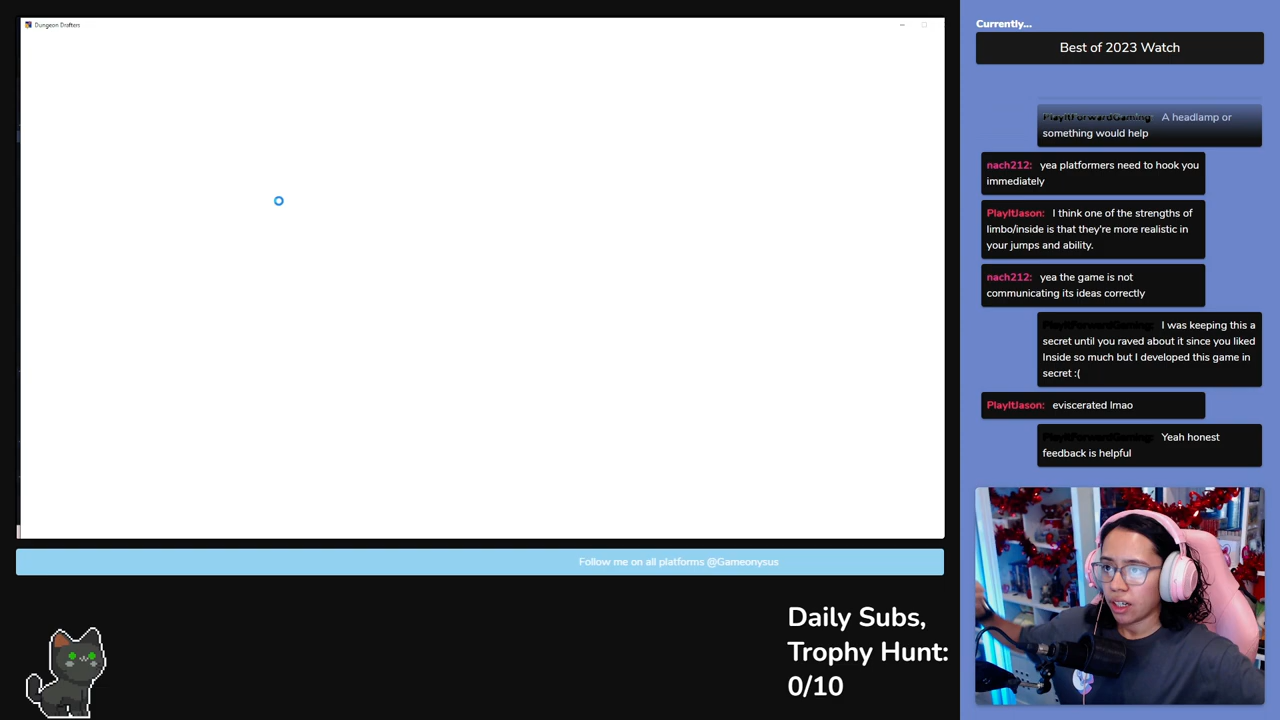 Dungeon Drafters
Currently...
Best of 2023 Watch
PlayItForwardGaming: A headlamp or
something would help
nach212: yea platformers need to hook you
immediately
PlayItJason: I think one of the strengths of
limbo/inside is that they're more realistic in
your jumps and ability.
nach212: yea the game is not
communicating its ideas correctly
PlayItForwardGaming: I was keeping this a
secret until you raved about it since you liked
Inside so much but I developed this game in
secret :(
PlayItJason: eviscerated lmao
PlayItForwardGaming: Yeah honest
feedback is helpful
Follow me on all platforms @Gameonysus
Daily Subs,
Trophy Hunt:
0/10